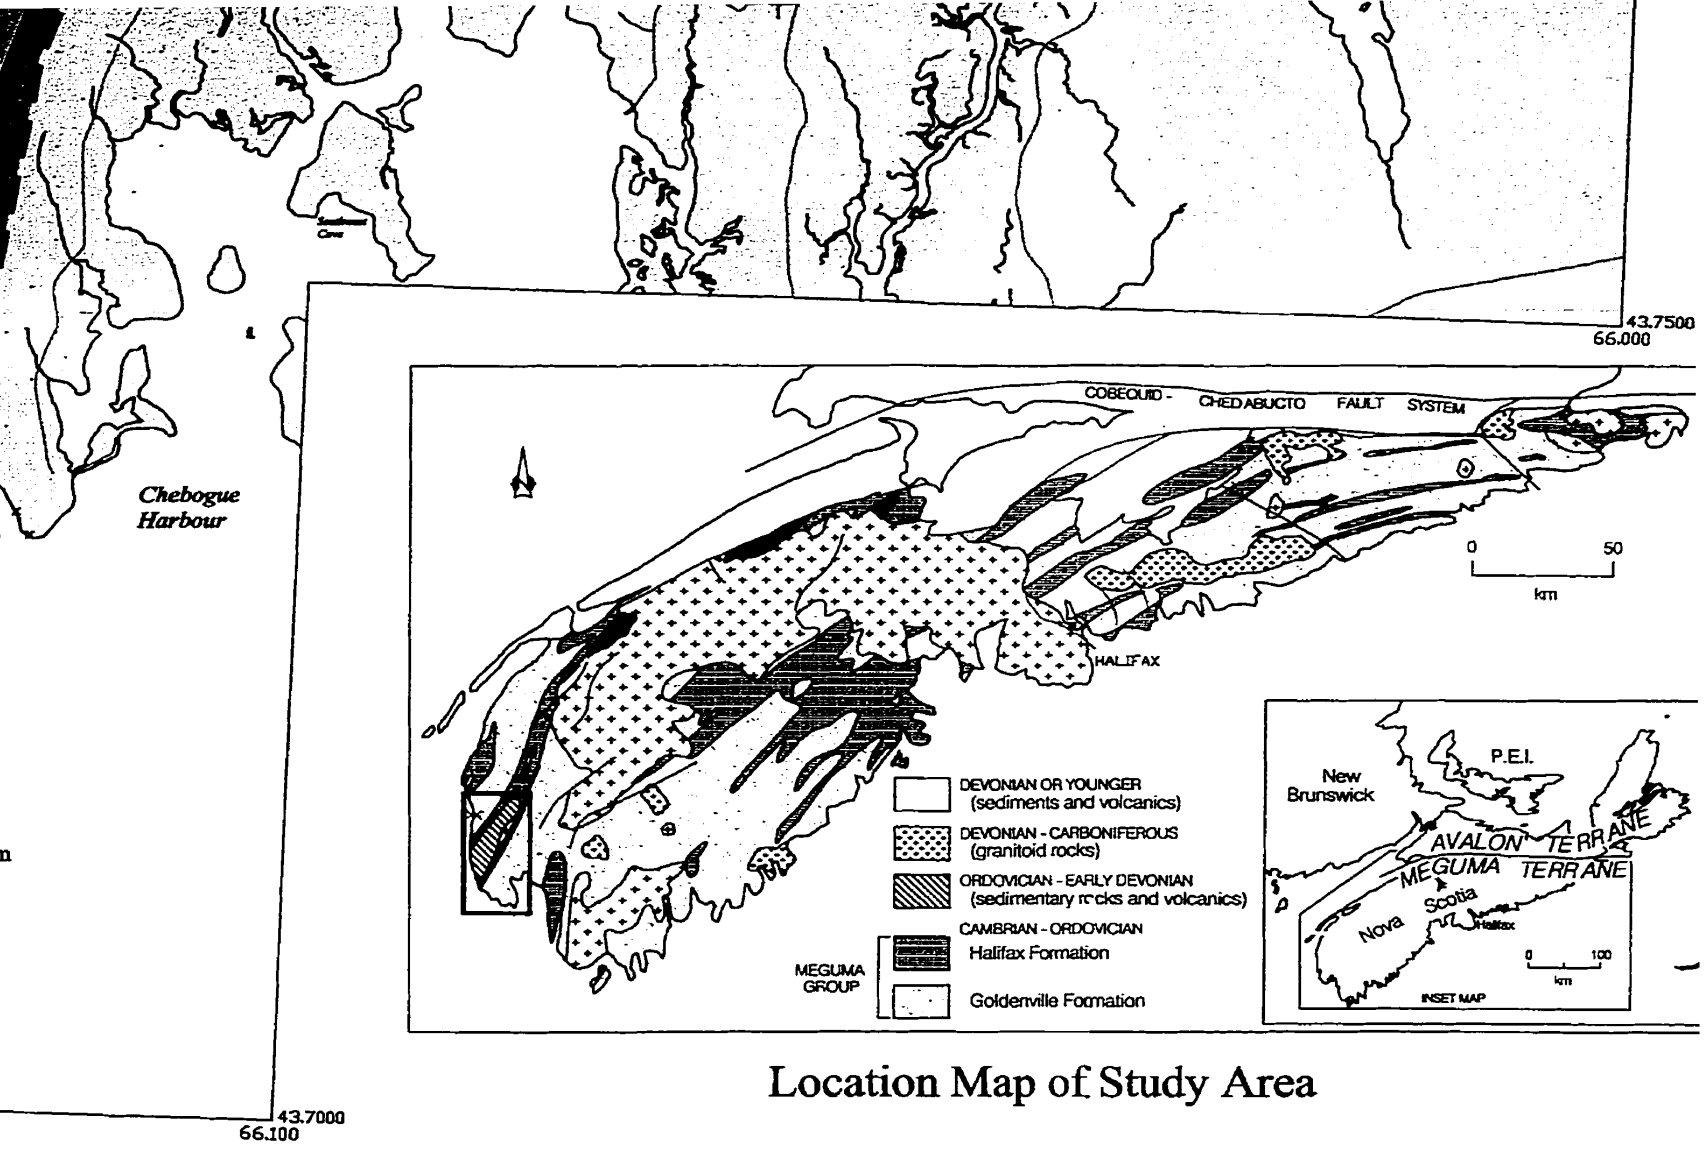 43.7500
66.000
COBEQUID - CHEDABUCTO FAULT SYSTEM
Cove
Chebogue
Harbour
0 50
km
HALIFAX
DEVONIAN OR YOUNGER
(sediments and volcanics)
DEVONIAN - CARBONIFEROUS
(granitoid rocks)
ORDOVICIAN - EARLY DEVONIAN
(sedimentary rocks and volcanics)
CAMBRIAN - ORDOVICIAN
MEGUMA
GROUP
Halifax Formation
Goldenville Formation
P.E.I.
New
Brunswick
AVALON TERRANE
MEGUMA TERRANE
Nova Scotia
Halifax
0 100
km
INSET MAP
n
Location Map of Study Area
43.7000
66.100